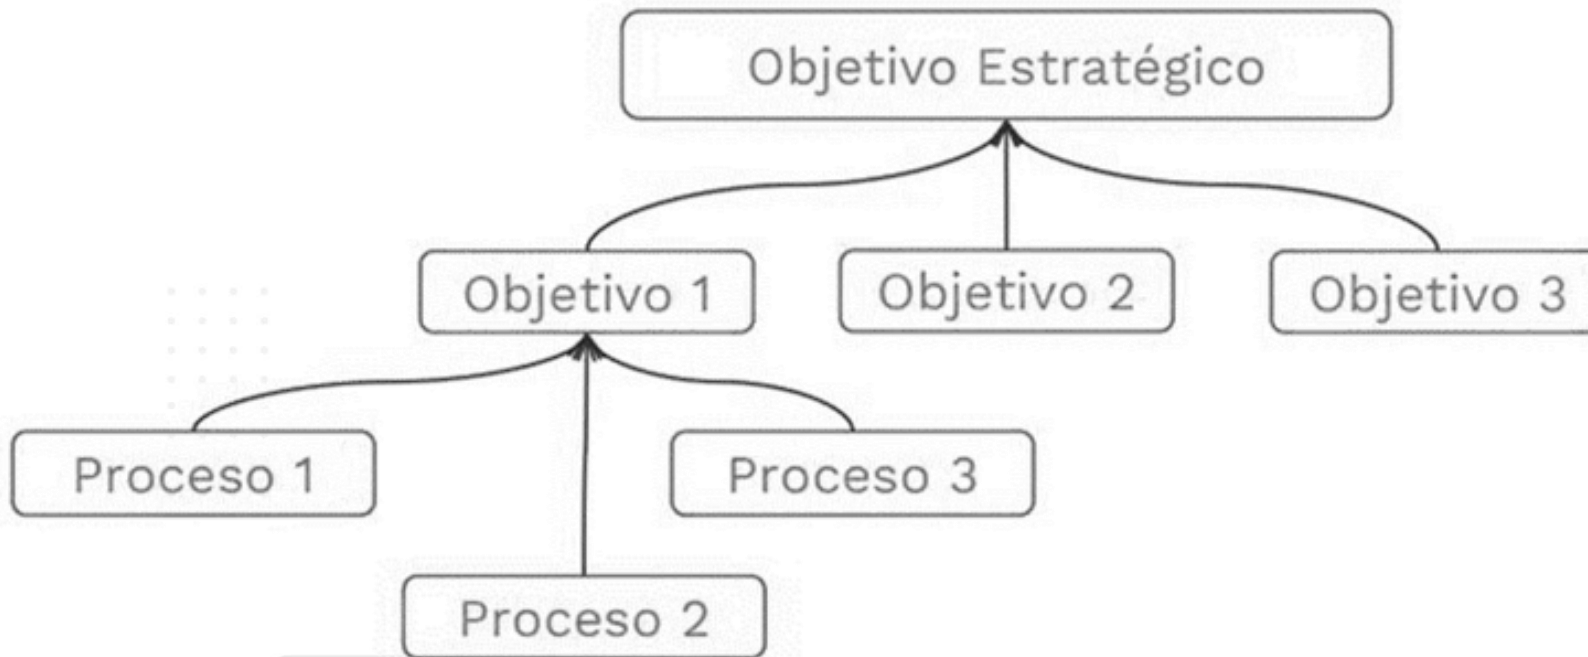 Objetivo Estratégico
Objetivo 1
Objetivo 2
Objetivo 3
Proceso 1
Proceso 3
Proceso 2